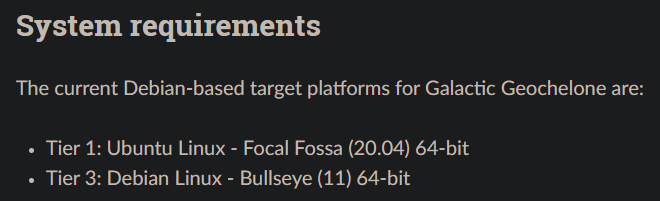 System requirements
The current Debian-based target platforms for Galactic Geochelone are:
• Tier 1: Ubuntu Linux - Focal Fossa (20.04) 64-bit
• Tier 3: Debian Linux - Bullseye (11) 64-bit